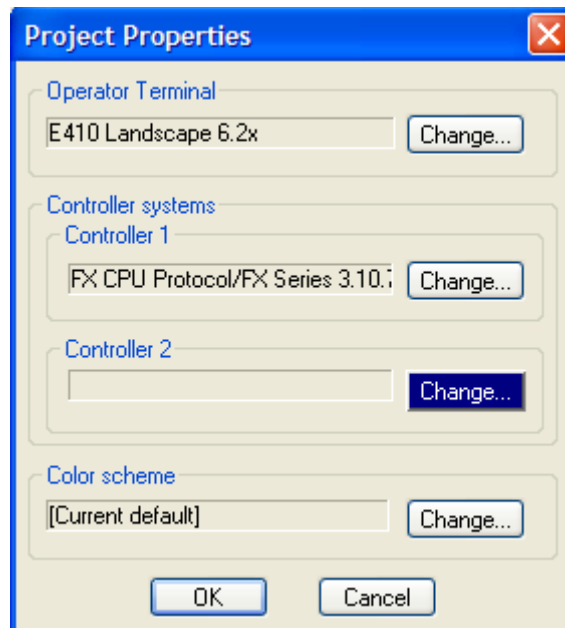 Project Properties
Operator Terminal
E410 Landscape 6.2x
Change...
Controller systems
Controller 1
FX CPU Protocol/FX Series 3.10.
Change...
Controller 2
Change...
Color scheme
[Current default]
Change...
OK
Cancel